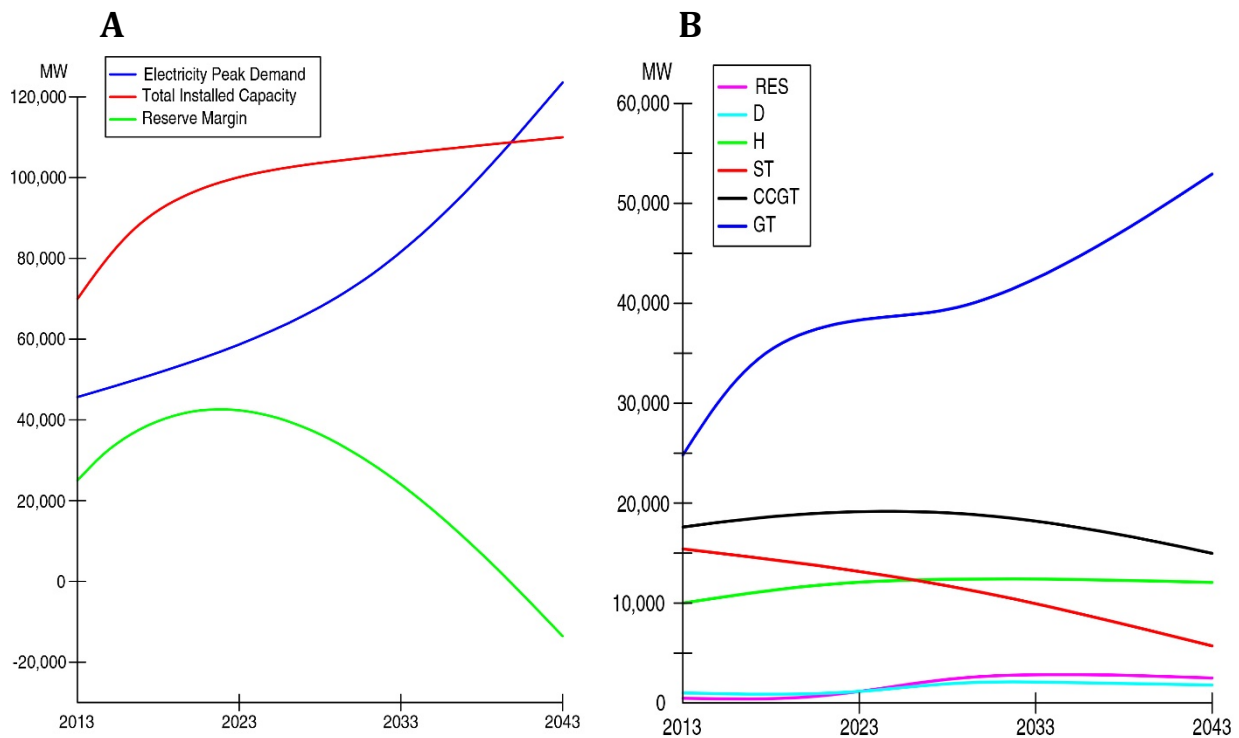 A
MW
Electricity Peak Demand
Total Installed Capacity
Reserve Margin
120,000
100,000
80,000
60,000
40,000
20,000
0
-20,000
2013
2023
2033
2043
B
MW
RES
D
H
ST
CCGT
GT
60,000
50,000
40,000
30,000
20,000
10,000
0
2013
2023
2033
2043